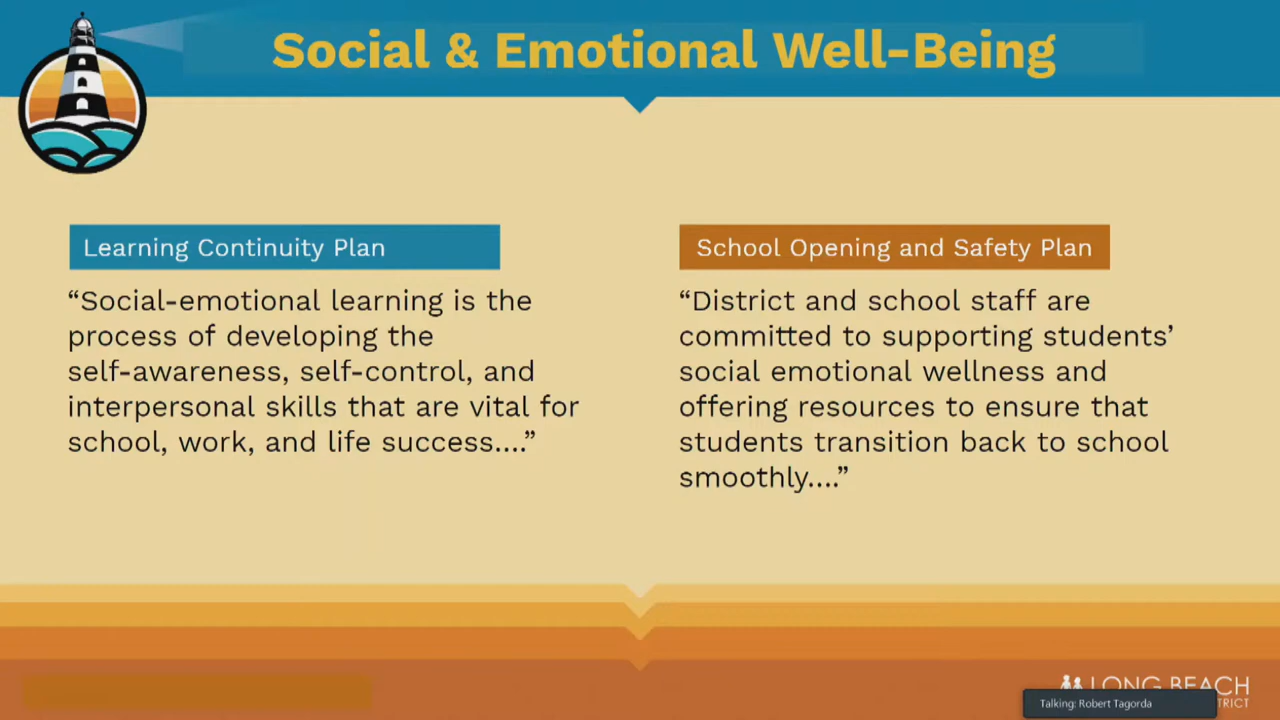 Social & Emotional Well-Being
Learning Continuity Plan
“Social-emotional learning is the
process of developing the
self-awareness, self-control, and
interpersonal skills that are vital for
school, work, and life success....”
School Opening and Safety Plan
“District and school staff are
committed to supporting students’
social emotional wellness and
offering resources to ensure that
students transition back to school
smoothly....”
LONG BEACH
Talking: Robert Tagorda